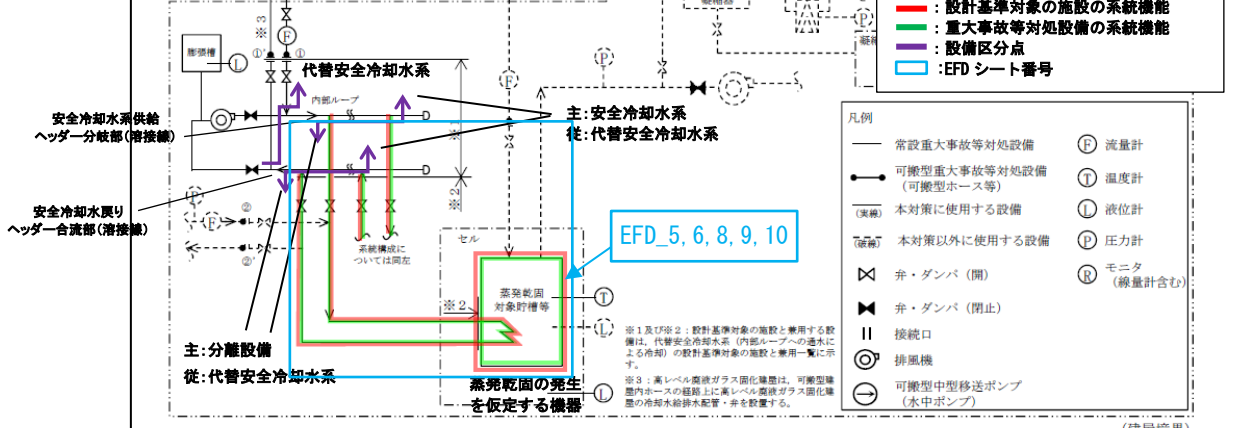 ：設計基準対象の施設の系統機能
：重大事故等対処設備の系統機能
：設備区分点
：EFD シート番号
※3
膨張槽
L
F
①'
①
代替安全冷却水系
内部ループ
安全冷却水系供給
ヘッダー分岐部（溶接線）
主：安全冷却水系
従：代替安全冷却水系
安全冷却水戻り
ヘッダー合流部（溶接線）
P
F
②
②'
※2
系統構成に
ついては同左
セル
EFD_5, 6, 8, 9, 10
蒸発乾固
対象貯槽等
※2
T
L
L
F
P
P
主：分離設備
従：代替安全冷却水系
蒸発乾固の発生
を仮定する機器
※1及び※2：設計基準対象の施設と兼用する設
備は，代替安全冷却水系（内部ループへの通水に
よる冷却）の設計基準対象の施設と兼用一覧に示
す。
※3：高レベル廃液ガラス固化建屋は，可搬型建
屋内ホースの経路上に高レベル廃液ガラス固化建
屋の冷却水給排水配管・弁を設置する。
凡例
常設重大事故等対処設備
可搬型重大事故等対処設備
（可搬型ホース等）
（実線） 本対策に使用する設備
（破線） 本対策以外に使用する設備
弁・ダンパ（開）
弁・ダンパ（閉止）
接続口
排風機
可搬型中型移送ポンプ
（水中ポンプ）
F 流量計
T 温度計
L 液位計
P 圧力計
R モニタ
（線量計含む）